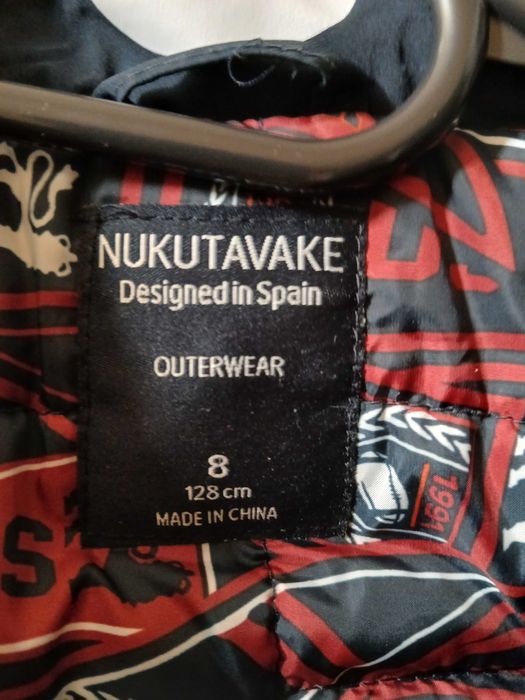 NUKUTAVAKE
Designed in Spain
OUTERWEAR
8
128 cm
MADE IN CHINA
1991
S